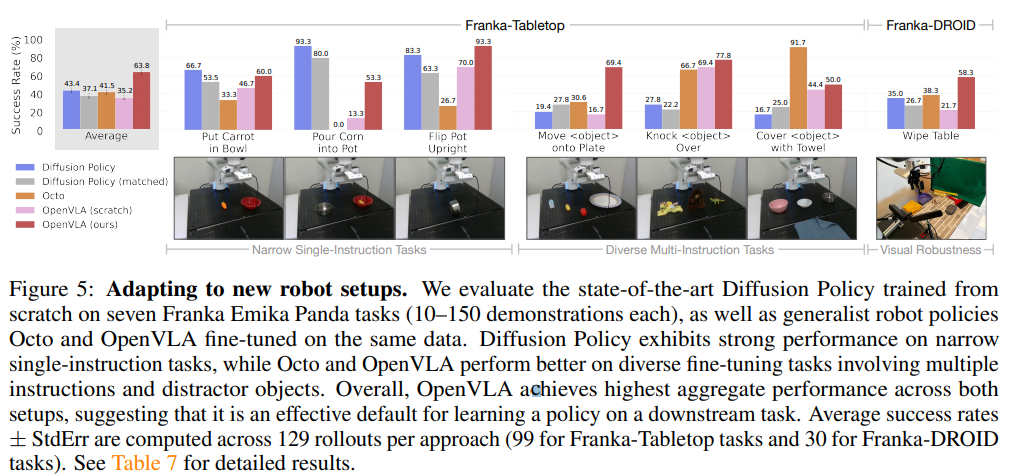 Franka-Tabletop
Franka-DROID
Success Rate (%)
100
80
60
40
20
0
43.4 37.1 41.5 35.2 63.8
Average
66.7 53.5 33.3 46.7 60.0
Put Carrot
in Bowl
93.3 80.0 0.0 13.3 53.3
Pour Corn
into Pot
83.3 63.3 26.7 70.0 93.3
Flip Pot
Upright
19.4 27.8 30.6 16.7 69.4
Move <object>
onto Plate
27.8 22.2 66.7 69.4 77.8
Knock <object>
Over
16.7 25.0 91.7 44.4 50.0
Cover <object>
with Towel
35.0 26.7 38.3 21.7 58.3
Wipe Table
Diffusion Policy
Diffusion Policy (matched)
Octo
OpenVLA (scratch)
OpenVLA (ours)
Narrow Single-Instruction Tasks
Diverse Multi-Instruction Tasks
Visual Robustness
Figure 5: Adapting to new robot setups. We evaluate the state-of-the-art Diffusion Policy trained from
scratch on seven Franka Emika Panda tasks (10–150 demonstrations each), as well as generalist robot policies
Octo and OpenVLA fine-tuned on the same data. Diffusion Policy exhibits strong performance on narrow
single-instruction tasks, while Octo and OpenVLA perform better on diverse fine-tuning tasks involving multiple
instructions and distractor objects. Overall, OpenVLA achieves highest aggregate performance across both
setups, suggesting that it is an effective default for learning a policy on a downstream task. Average success rates
± StdErr are computed across 129 rollouts per approach (99 for Franka-Tabletop tasks and 30 for Franka-DROID
tasks). See Table 7 for detailed results.